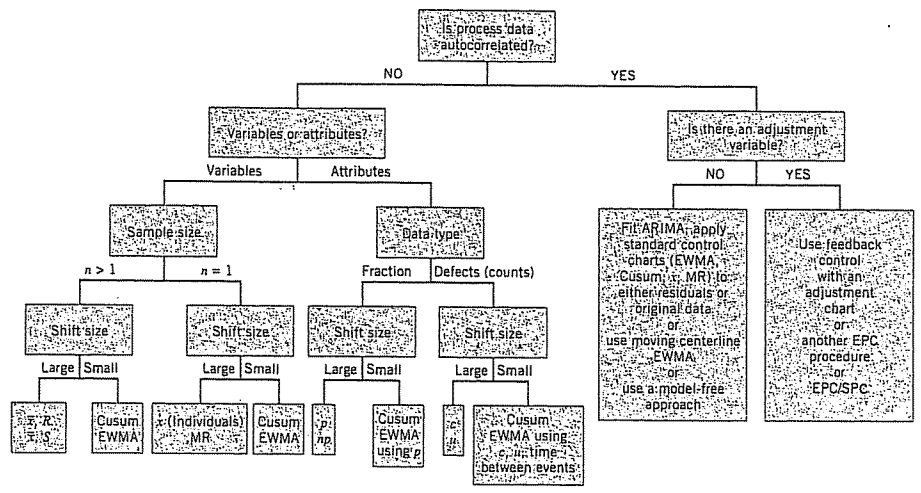 Is process data
autocorrelated?
NO
YES
Variables or attributes?
Is there an adjustment
variable?
Variables
Attributes
NO
YES
Sample size
Data type
Fit ARIMA; apply
standard control
charts (EWMA,
Cusum, x, MR) to
either residuals or
original data
or
use moving centerline
EWMA
or
use a model-free
approach
Use feedback
control
with an
adjustment
chart
or
another EPC
procedure
or
EPC/SPC
n > 1
n = 1
Fraction
Defects (counts)
Shift size
Shift size
Shift size
Shift size
Large
Small
Large
Small
Large
Small
Large
Small
x̄, R
x̄, S
Cusum
EWMA
x (Individuals)
MR
Cusum
EWMA
p
np
Cusum
EWMA
using p
c
u
Cusum
EWMA using
c, u; time
between events